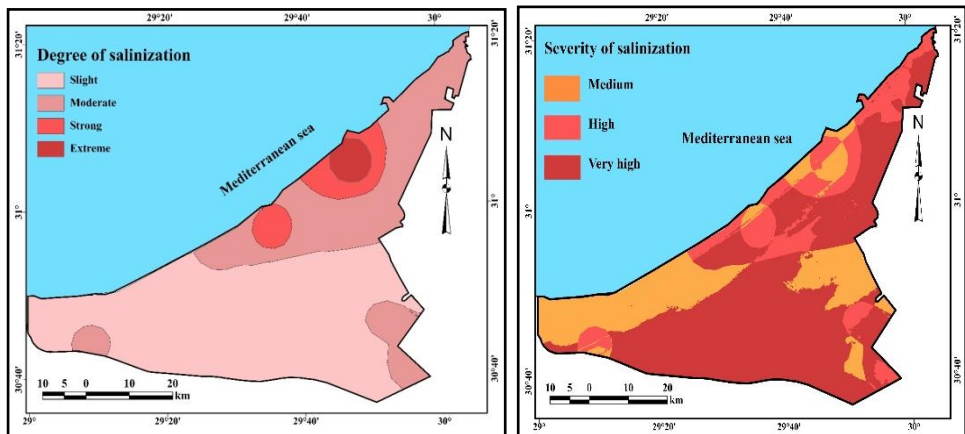 29°20' 29°40' 30°
31°20'
31°20'
Degree of salinization
Slight
Moderate
Strong
Extreme
Mediterranean sea
N
31°
31°
30°40'
30°40'
10 5 0 10 20
km
29° 29°20' 29°40' 30°
29°20' 29°40' 30°
31°20'
31°20'
Severity of salinization
Medium
High
Very high
Mediterranean sea
N
31°
31°
30°40'
30°40'
10 5 0 10 20
km
29° 29°20' 29°40' 30°